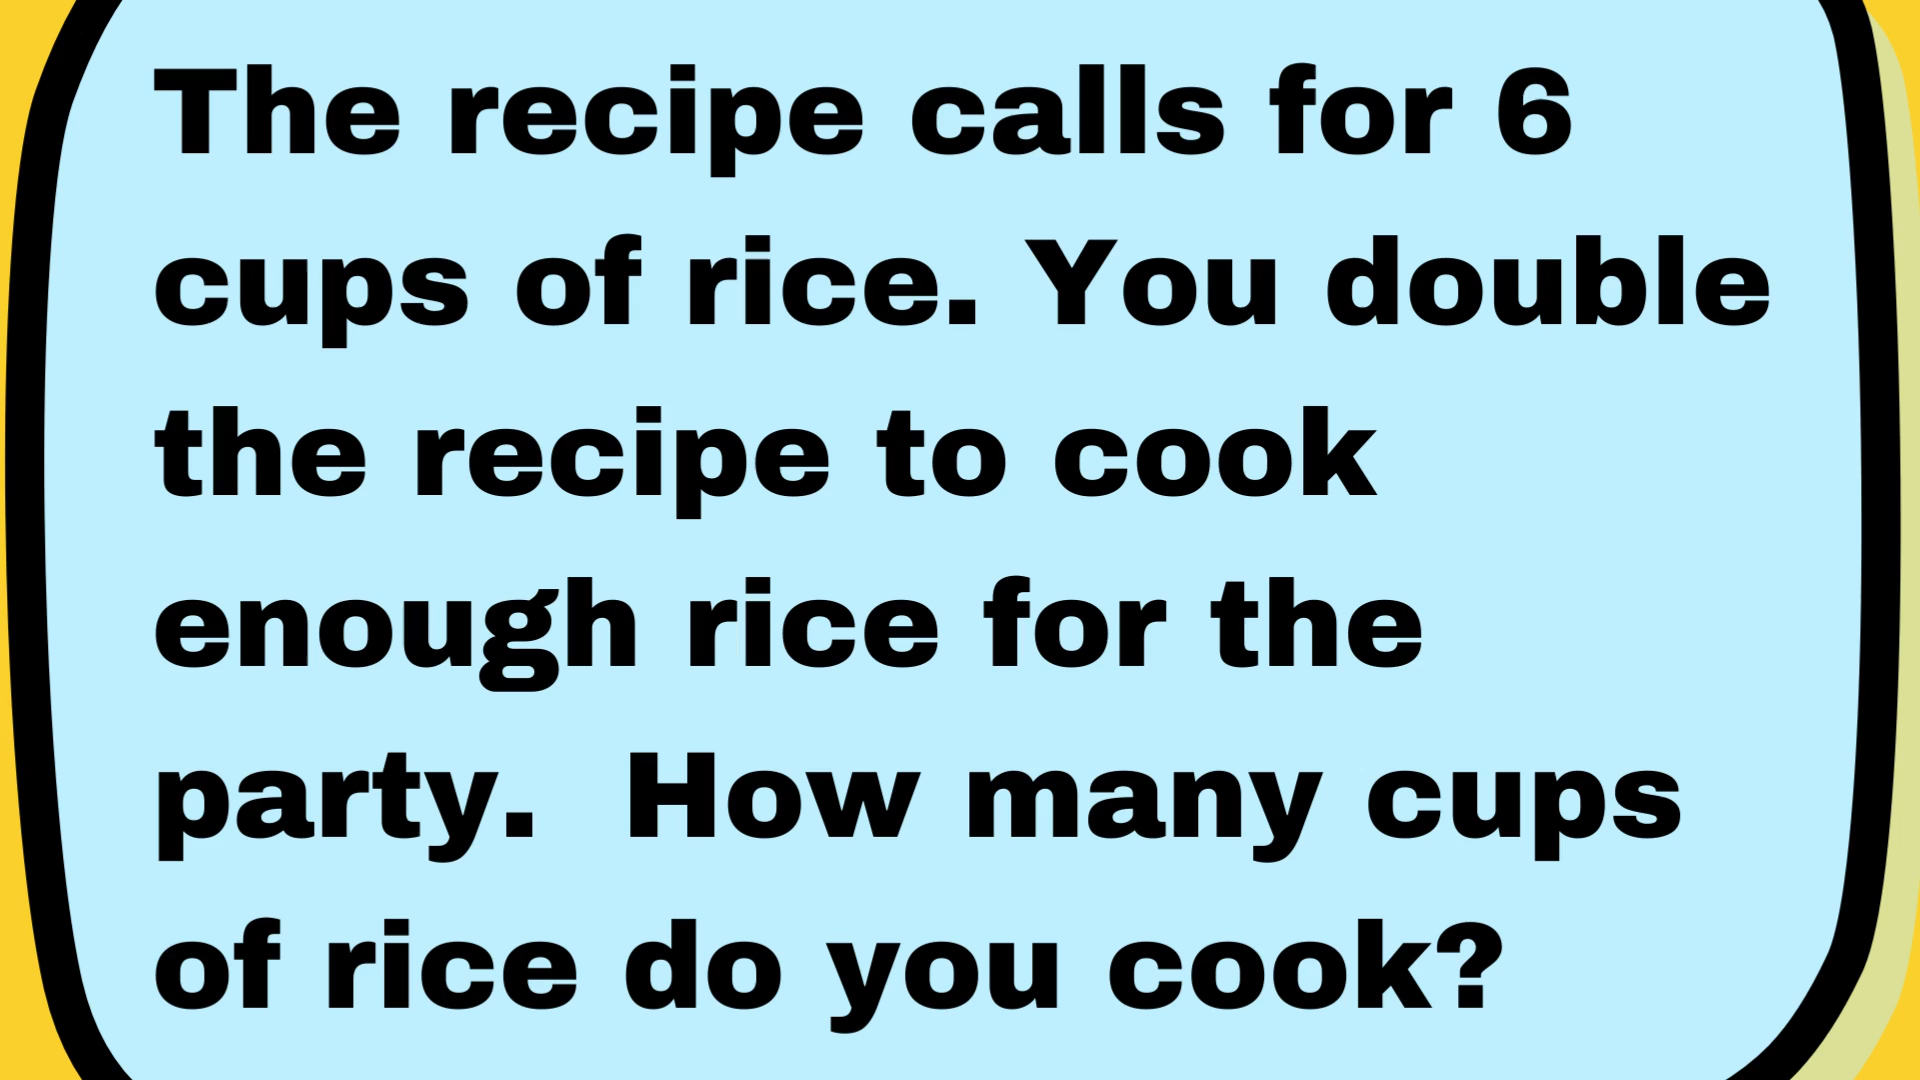 The recipe calls for 6
cups of rice. You double
the recipe to cook
enough rice for the
party.  How many cups
of rice do you cook?